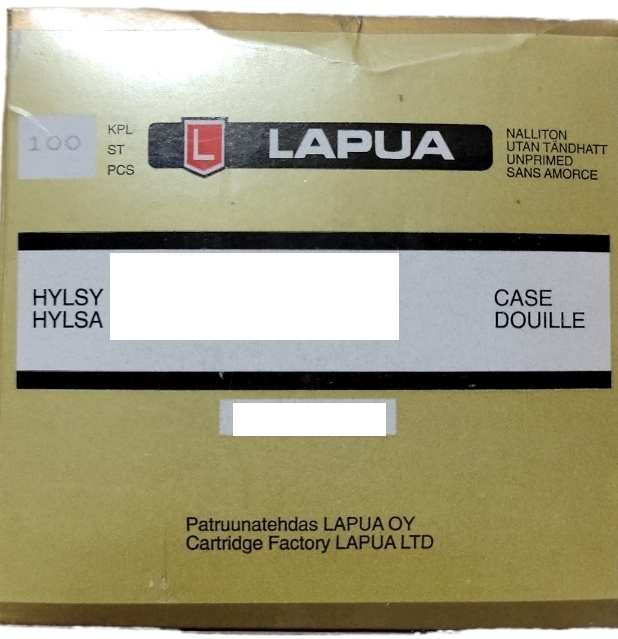 100
KPL
ST
PCS
L LAPUA
NALLITON
UTAN TÄNDHATT
UNPRIMED
SANS AMORCE
HYLSY
HYLSA
CASE
DOUILLE
Patruunatehdas LAPUA OY
Cartridge Factory LAPUA LTD